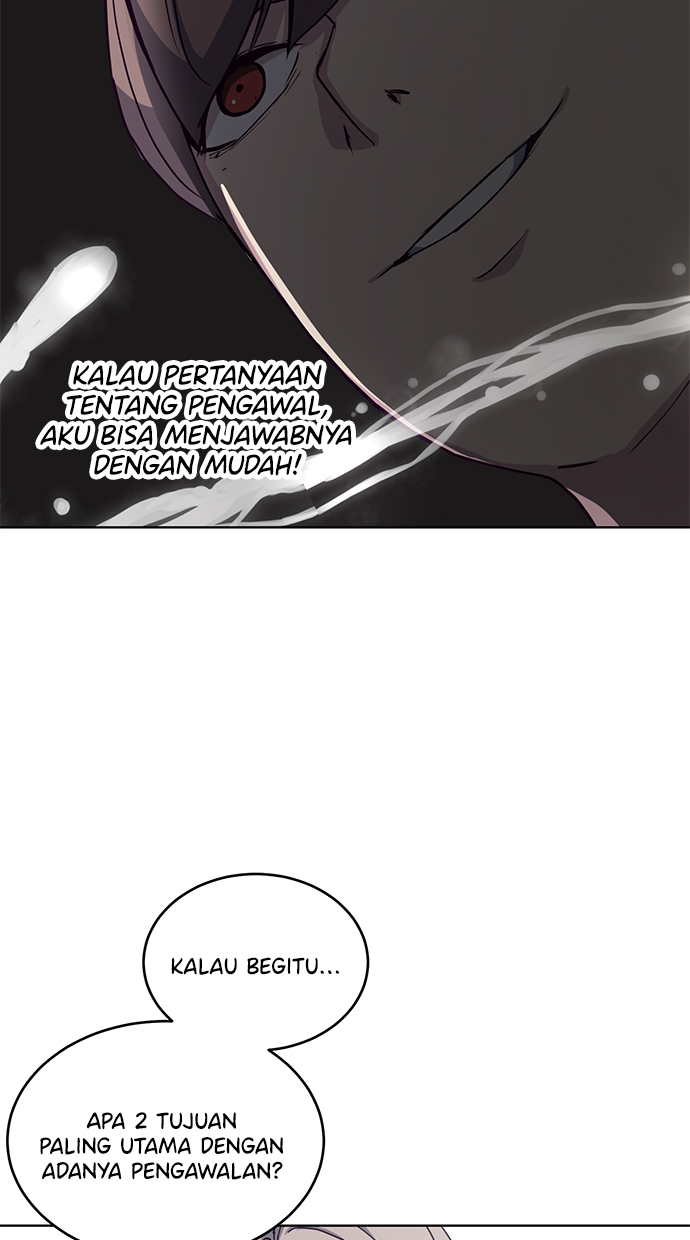 KALAU PERTANYAAN
TENTANG PENGAWAL,
AKU BISA MENJAWABNYA
DENGAN MUDAH!
KALAU BEGITU...
APA 2 TUJUAN
PALING UTAMA DENGAN
ADANYA PENGAWALAN?